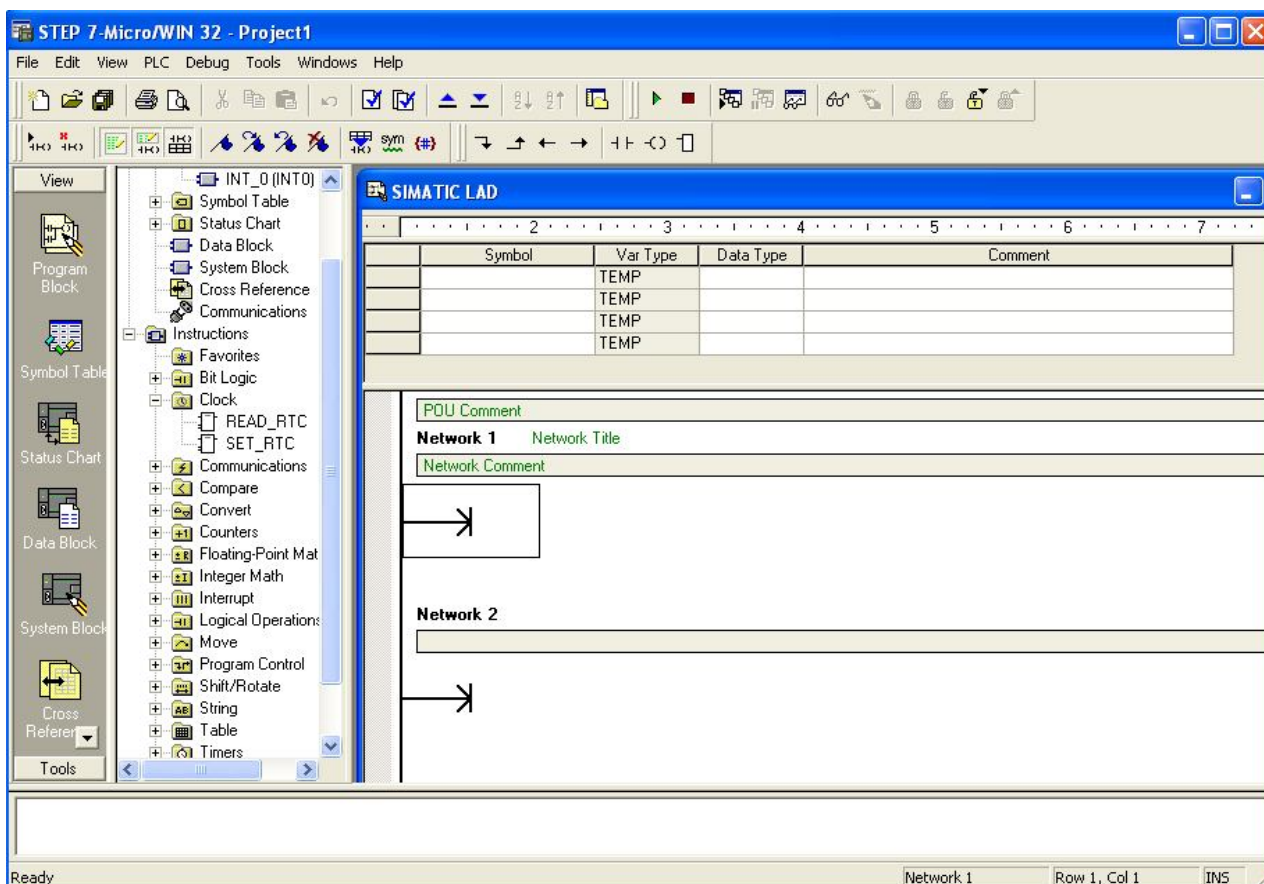 STEP 7-Micro/WIN 32 - Project1
File Edit View PLC Debug Tools Windows Help
sym
View
Program
Block
Symbol Table
Status Chart
Data Block
System Block
Cross
Tools
INT_0 (INT0)
Symbol Table
Status Chart
Data Block
System Block
Cross Reference
Communications
Instructions
Favorites
Bit Logic
Clock
READ_RTC
SET_RTC
Communications
Compare
Convert
Counters
Floating-Point Mat
Integer Math
Interrupt
Logical Operations
Move
Program Control
Shift/Rotate
String
Table
Timers
SIMATIC LAD
2 3 4 5 6 7
Symbol Var Type Data Type Comment
TEMP
TEMP
TEMP
TEMP
POU Comment
Network 1 Network Title
Network Comment
Network 2
Ready Network 1 Row 1, Col 1 INS